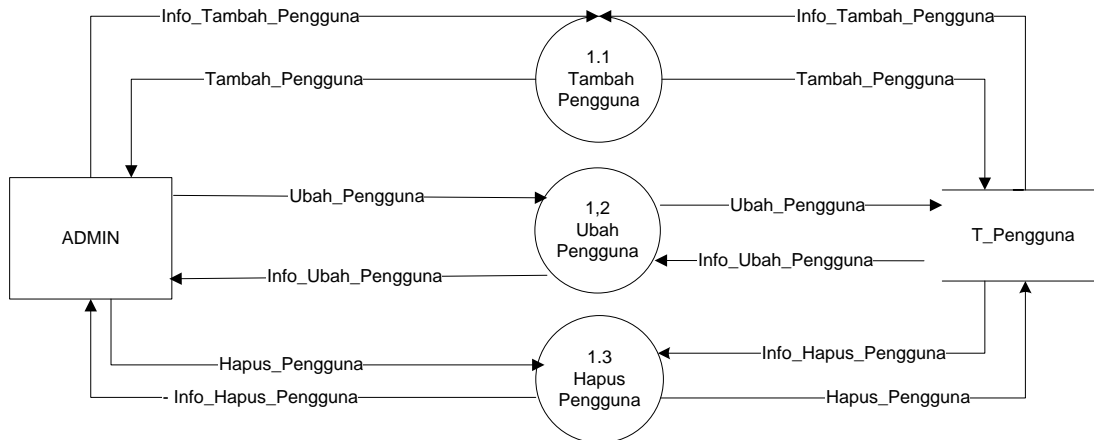 Info_Tambah_Pengguna
Info_Tambah_Pengguna
1.1
Tambah
Pengguna
Tambah_Pengguna
Tambah_Pengguna
ADMIN
Ubah_Pengguna
1,2
Ubah
Pengguna
Ubah_Pengguna
T_Pengguna
Info_Ubah_Pengguna
Info_Ubah_Pengguna
Hapus_Pengguna
1.3
Hapus
Pengguna
Info_Hapus_Pengguna
- Info_Hapus_Pengguna
Hapus_Pengguna